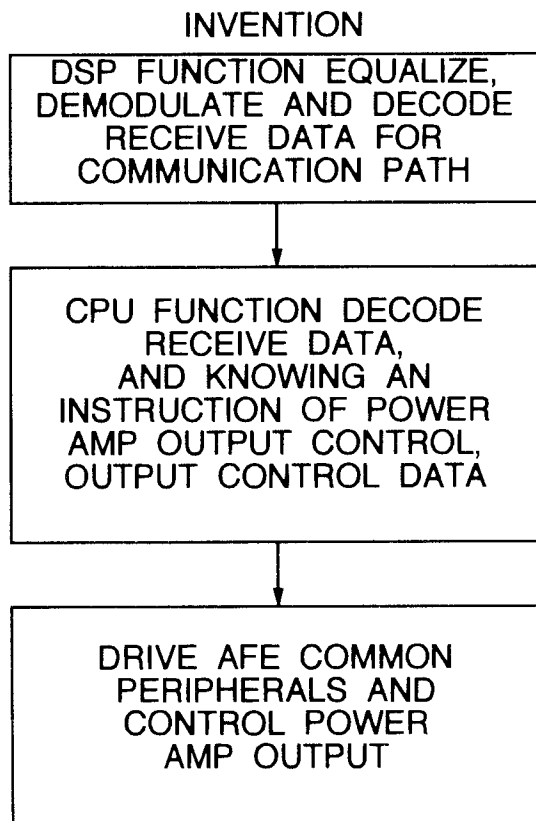 INVENTION
DSP FUNCTION EQUALIZE,
DEMODULATE AND DECODE
RECEIVE DATA FOR
COMMUNICATION PATH
CPU FUNCTION DECODE
RECEIVE DATA,
AND KNOWING AN
INSTRUCTION OF POWER
AMP OUTPUT CONTROL,
OUTPUT CONTROL DATA
DRIVE AFE COMMON
PERIPHERALS AND
CONTROL POWER
AMP OUTPUT